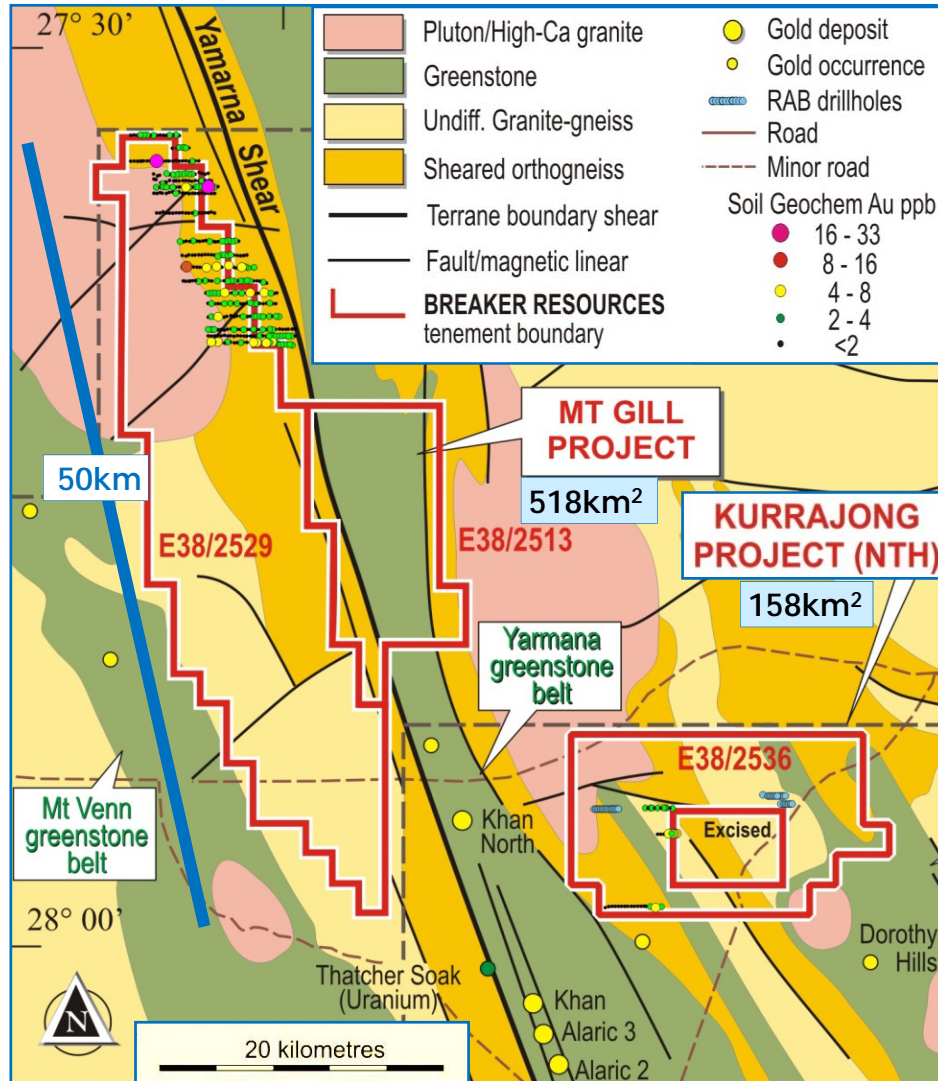 27° 30’
Yamarna Shear
Pluton/High-Ca granite
Greenstone
Undiff. Granite-gneiss
Sheared orthogneiss
Terrane boundary shear
Fault/magnetic linear
BREAKER RESOURCES
tenement boundary
Gold deposit
Gold occurrence
RAB drillholes
Road
Minor road
Soil Geochem Au ppb
16 - 33
8 - 16
4 - 8
2 - 4
<2
MT GILL
PROJECT
518km²
50km
E38/2529
E38/2513
KURRAJONG
PROJECT (NTH)
158km²
Yarmana
greenstone
belt
E38/2536
Excised
Mt Venn
greenstone
belt
Khan
North
28° 00’
Dorothy
Hills
Thatcher Soak
(Uranium)
Khan
Alaric 3
Alaric 2
N
20 kilometres